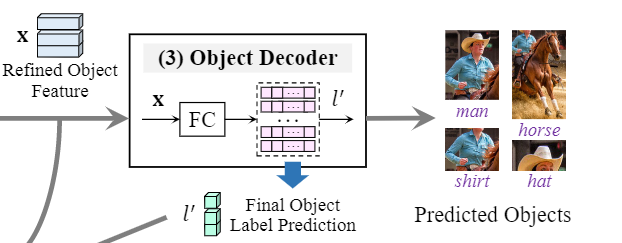 x
Refined Object
Feature
(3) Object Decoder
x
FC
...
...
l'
...
...
...
l'
Final Object
Label Prediction
man
horse
shirt
hat
Predicted Objects